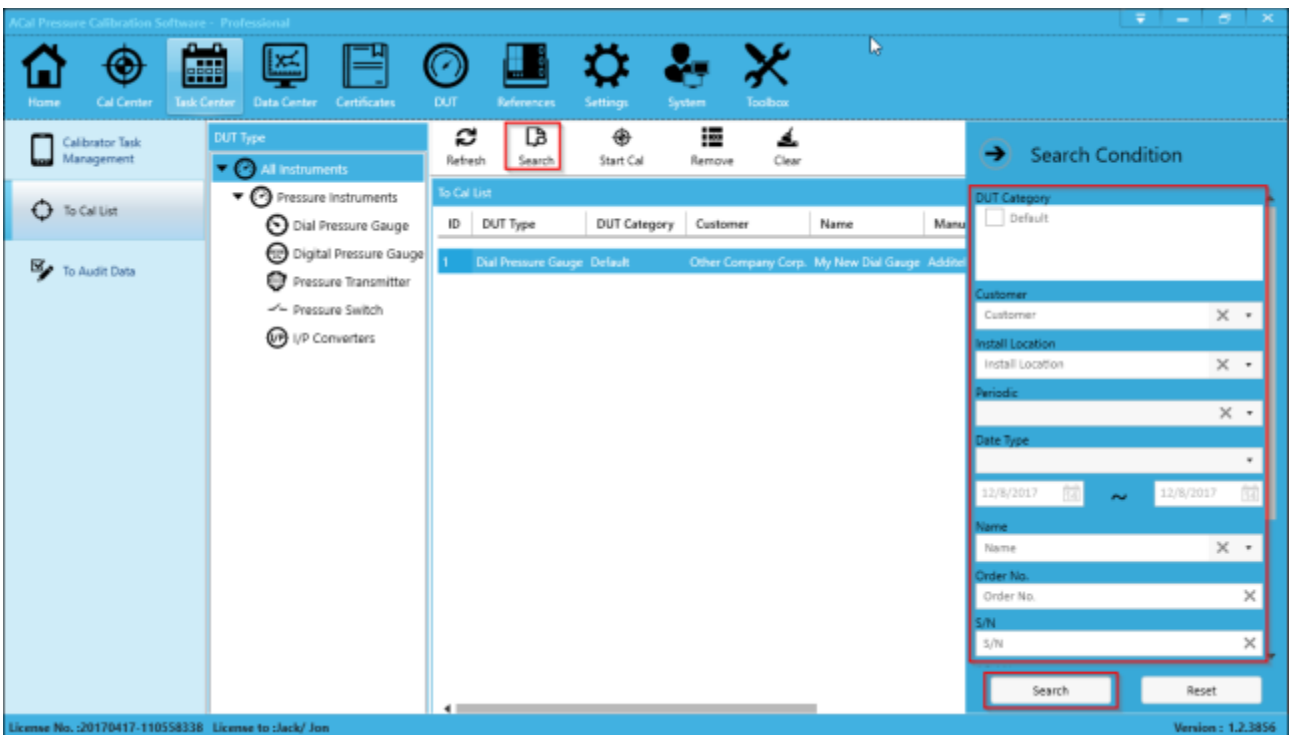 ACal Pressure Calibration Software - Professional
Home
Cal Center
Task Center
Data Center
Certificates
DUT
References
Settings
System
Toolbox
Calibrator Task
Management
To Cal List
To Audit Data
DUT Type
All Instruments
Pressure Instruments
Dial Pressure Gauge
Digital Pressure Gauge
Pressure Transmitter
Pressure Switch
I/P I/P Converters
Refresh
Search
Start Cal
Remove
Clear
To Cal List
ID DUT Type DUT Category Customer Name Manu
1 Dial Pressure Gauge Default Other Company Corp. My New Dial Gauge Additel
Search Condition
DUT Category
Default
Customer
Customer
Install Location
Install Location
Periodic
Date Type
12/8/2017 14 ~ 12/8/2017 14
Name
Name
Order No.
Order No.
S/N
S/N
Search
Reset
License No. :20170417-110558338 License to :Jack/ Jon
Version : 1.2.3856